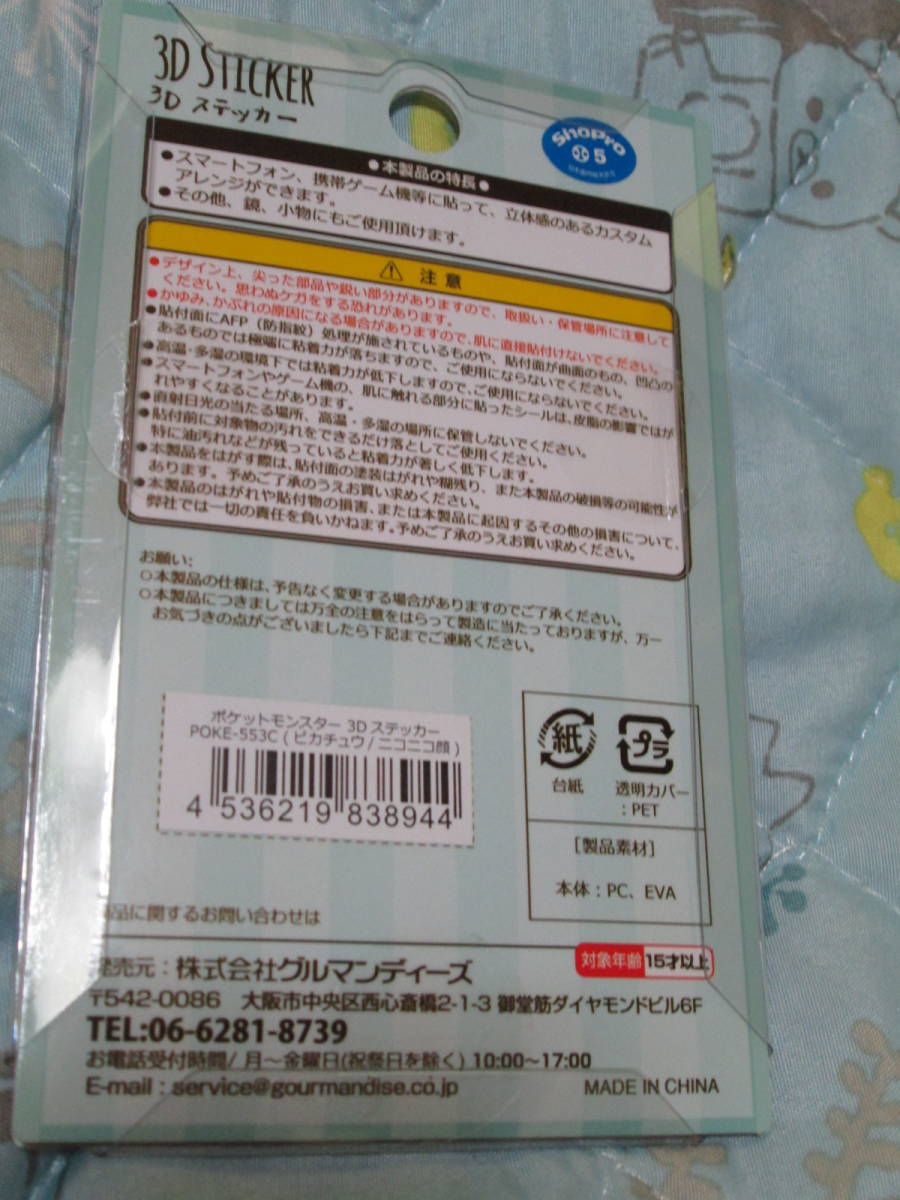 3D STICKER
3D ステッカー
ShoPro
5
●本製品の特長●
●スマートフォン、携帯ゲーム機等に貼って、立体感のあるカスタム
アレンジができます。
●その他、鏡、小物にもご使用頂けます。
注意
●デザイン上、尖った部品や鋭い部分がありますので、取扱い・保管場所に注意して
ください。思わぬケガをする恐れがあります。
●かゆみ、かぶれの原因になる場合がありますので、肌に直接貼付けないでください。
●貼付面にAFP（防指紋）処理が施されているものや、貼付面が曲面のもの、凹凸の
あるものでは極端に粘着力が落ちますので、ご使用にならないでください。
●高温・多湿の環境下では粘着力が低下しますので、ご使用にならないでください。
●スマートフォンやゲーム機の、肌に触れる部分に貼ったシールは、皮脂の影響ではが
れやすくなることがあります。
●直射日光の当たる場所、高温・多湿の場所に保管しないでください。
●貼付前に対象物の汚れをできるだけ落としてご使用ください。
特に油汚れなどが残っていると粘着力が著しく低下します。
●本製品をはがす際は、貼付面の塗装はがれや糊残り、また本製品の破損等の可能性が
あります。予めご了承のうえお買い求めください。
●本製品のはがれや貼付物の損害、または本製品に起因するその他の損害について、
弊社では一切の責任を負いかねます。予めご了承のうえお買い求めください。
お願い:
○本製品の仕様は、予告なく変更する場合がありますのでご了承ください。
○本製品につきましては万全の注意をはらって製造に当たっておりますが、万一
お気づきの点がございましたら下記までご連絡ください。
ポケットモンスター 3Dステッカー
POKE-553C(ピカチュウ/ニコニコ顔)
4 536219 838944
紙
プラ
台紙
透明カバー
:PET
[製品素材]
本体:PC、EVA
品に関するお問い合わせは
対象年齢 15才以上
発売元:株式会社グルマンディーズ
〒542-0086 大阪市中央区西心斎橋2-1-3 御堂筋ダイヤモンドビル6F
TEL:06-6281-8739
お電話受付時間/ 月～金曜日(祝祭日を除く) 10:00～17:00
E-mail : service@gourmandise.co.jp
MADE IN CHINA